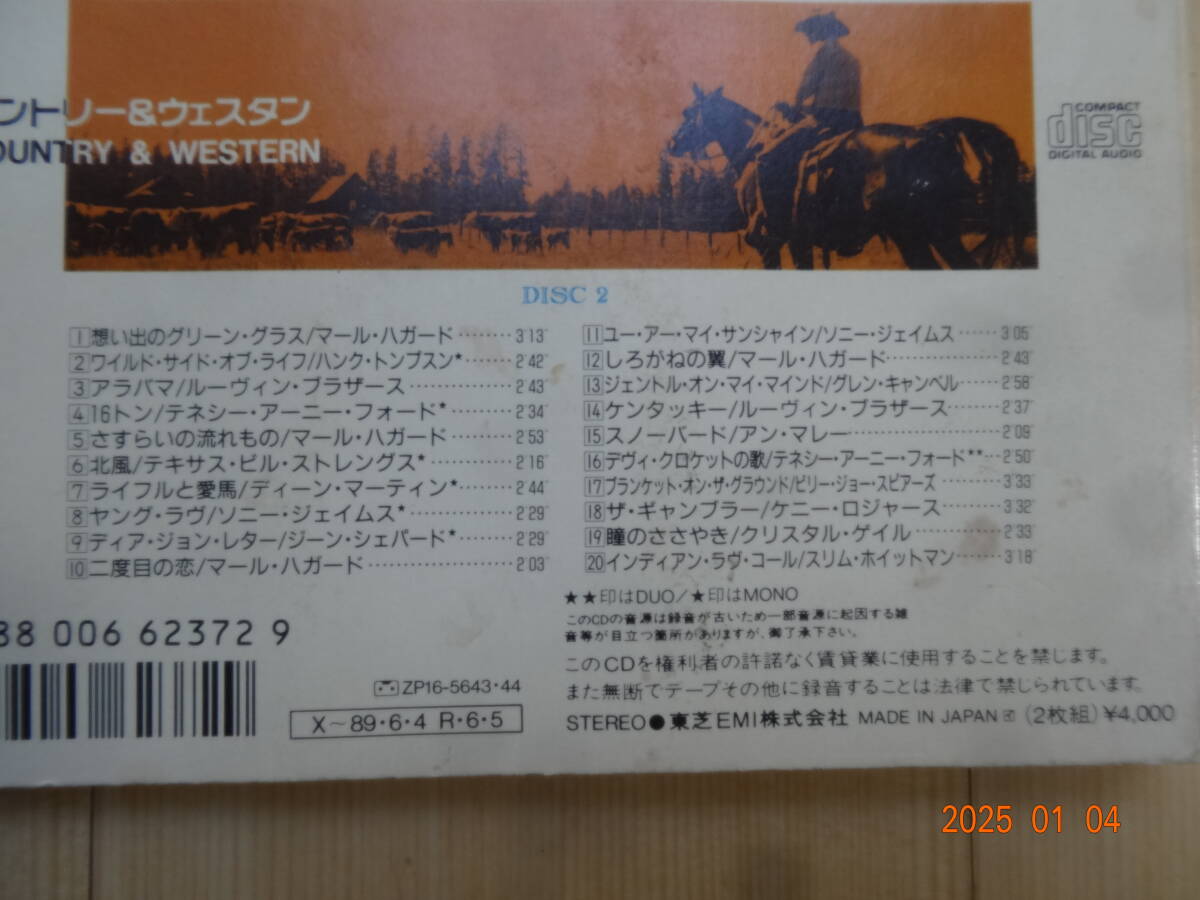 ントリー&ウェスタン
OUNTRY & WESTERN
COMPACT
disc
DIGITAL AUDIO
DISC 2
1 想い出のグリーン・グラス/マール・ハガード………3'13"
2 ワイルド・サイド・オブ・ライフ/ハンク・トンプスン★………2'42"
3 アラバマ/ルーヴィン・ブラザース………2'43"
4 16トン/テネシー・アーニー・フォード★………2'34"
5 さすらいの流れもの/マール・ハガード………2'53"
6 北風/テキサス・ビル・ストレングス★………2'16"
7 ライフルと愛馬/ディーン・マーティン★………2'44"
8 ヤング・ラヴ/ソニー・ジェイムス★………2'29"
9 ディア・ジョン・レター/ジーン・シェパード★………2'29"
10 二度目の恋/マール・ハガード………2'03"
11 ユー・アー・マイ・サンシャイン/ソニー・ジェイムス……3'05"
12 しろがねの翼/マール・ハガード………2'43"
13 ジェントル・オン・マイ・マインド/グレン・キャンベル……2'58"
14 ケンタッキー/ルーヴィン・ブラザース………2'37"
15 スノーバード/アン・マレー………2'09"
16 デヴィ・クロケットの歌/テネシー・アーニー・フォード★★…2'50"
17 ブランケット・オン・ザ・グラウンド/ビリー・ジョー・スピアーズ……3'33"
18 ザ・ギャンブラー/ケニー・ロジャース………3'32"
19 瞳のささやき/クリスタル・ゲイル………2'33"
20 インディアン・ラヴ・コール/スリム・ホイットマン……3'18"
★★印はDUO/★印はMONO
このCDの音源は録音が古いため一部音源に起因する雑
音等が目立つ箇所がありますが、御了承下さい。
このCDを権利者の許諾なく賃貸業に使用することを禁じます。
また無断でテープその他に録音することは法律で禁じられています。
STEREO●東芝EMI株式会社 MADE IN JAPAN (2枚組)¥4,000
88 006 62372 9
ZP16-5643・44
X〜89・6・4 R・6・5
2025 01 04